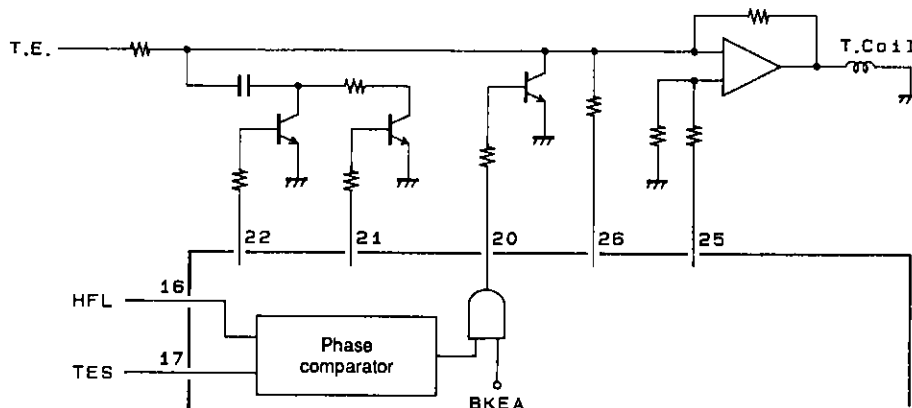 T.E.
T.Coil
22
21
20
26
25
HFL
16
Phase
comparator
TES
17
BKEA